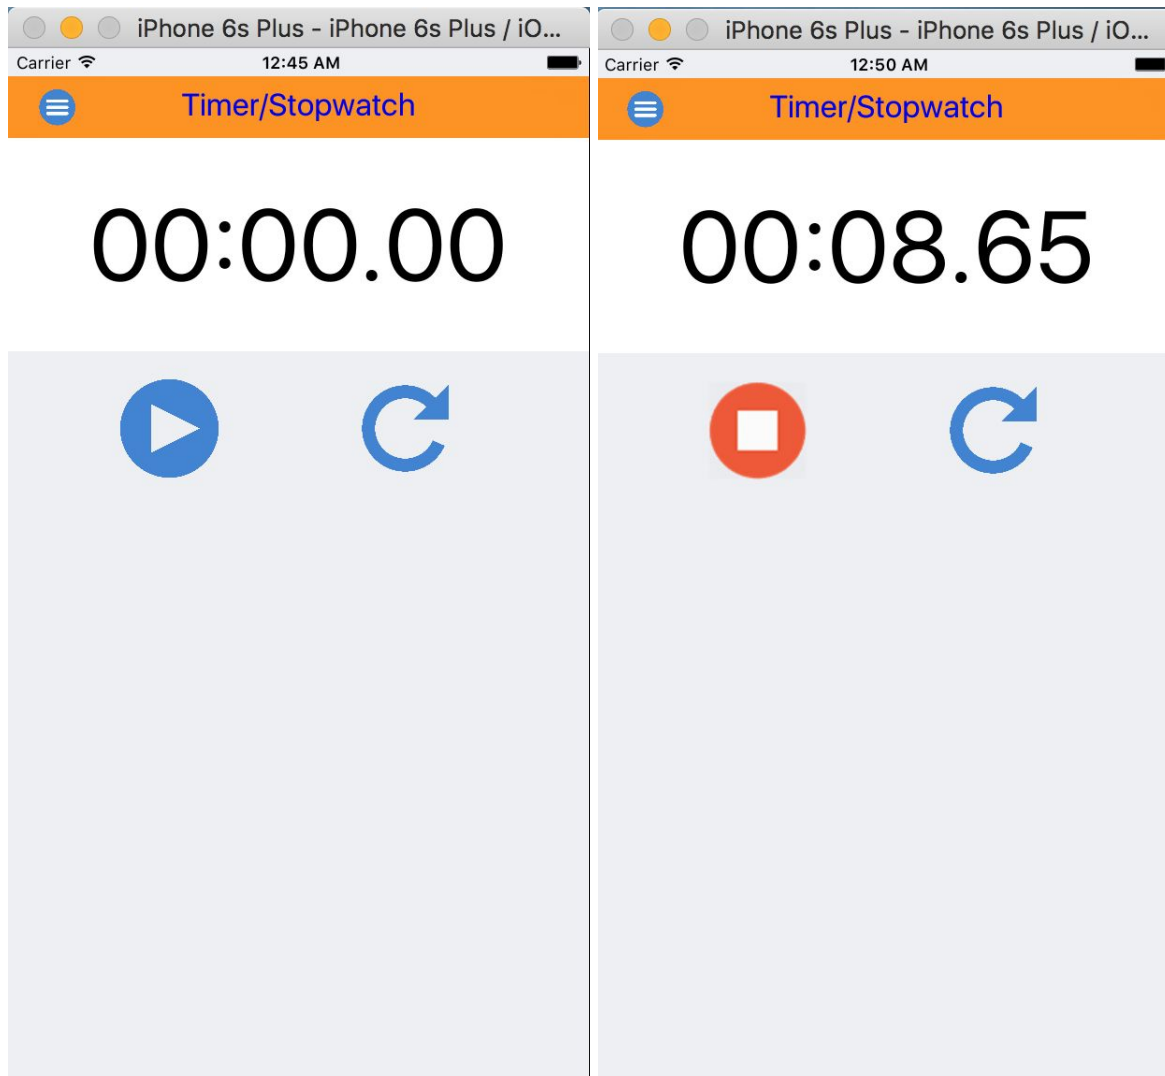 iPhone 6s Plus - iPhone 6s Plus / iO...
Carrier 12:45 AM
Timer/Stopwatch
00:00.00
iPhone 6s Plus - iPhone 6s Plus / iO...
Carrier 12:50 AM
Timer/Stopwatch
00:08.65